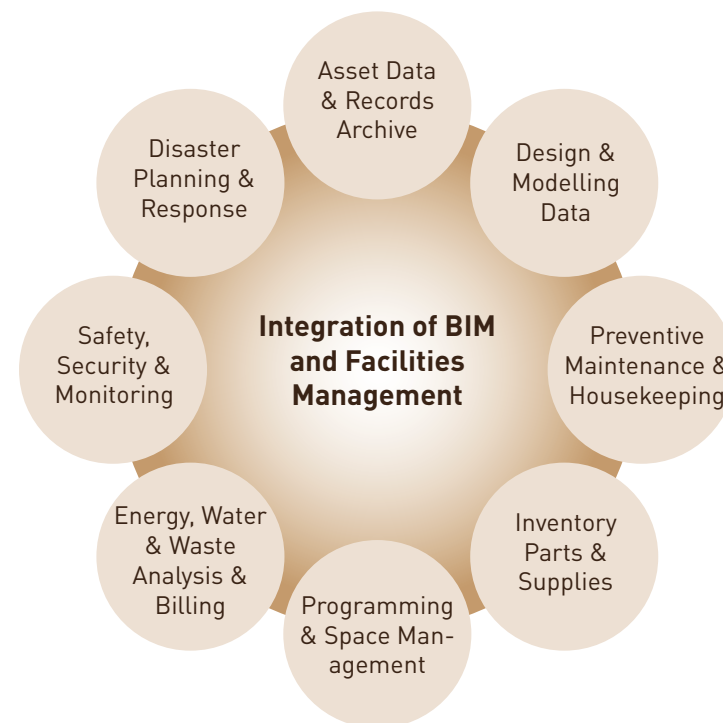 Asset Data
& Records
Archive
Design &
Modelling
Data
Preventive
Maintenance &
Housekeeping
Inventory
Parts &
Supplies
Programming
& Space Man-
agement
Energy, Water
& Waste
Analysis &
Billing
Safety,
Security &
Monitoring
Disaster
Planning &
Response
Integration of BIM
and Facilities
Management